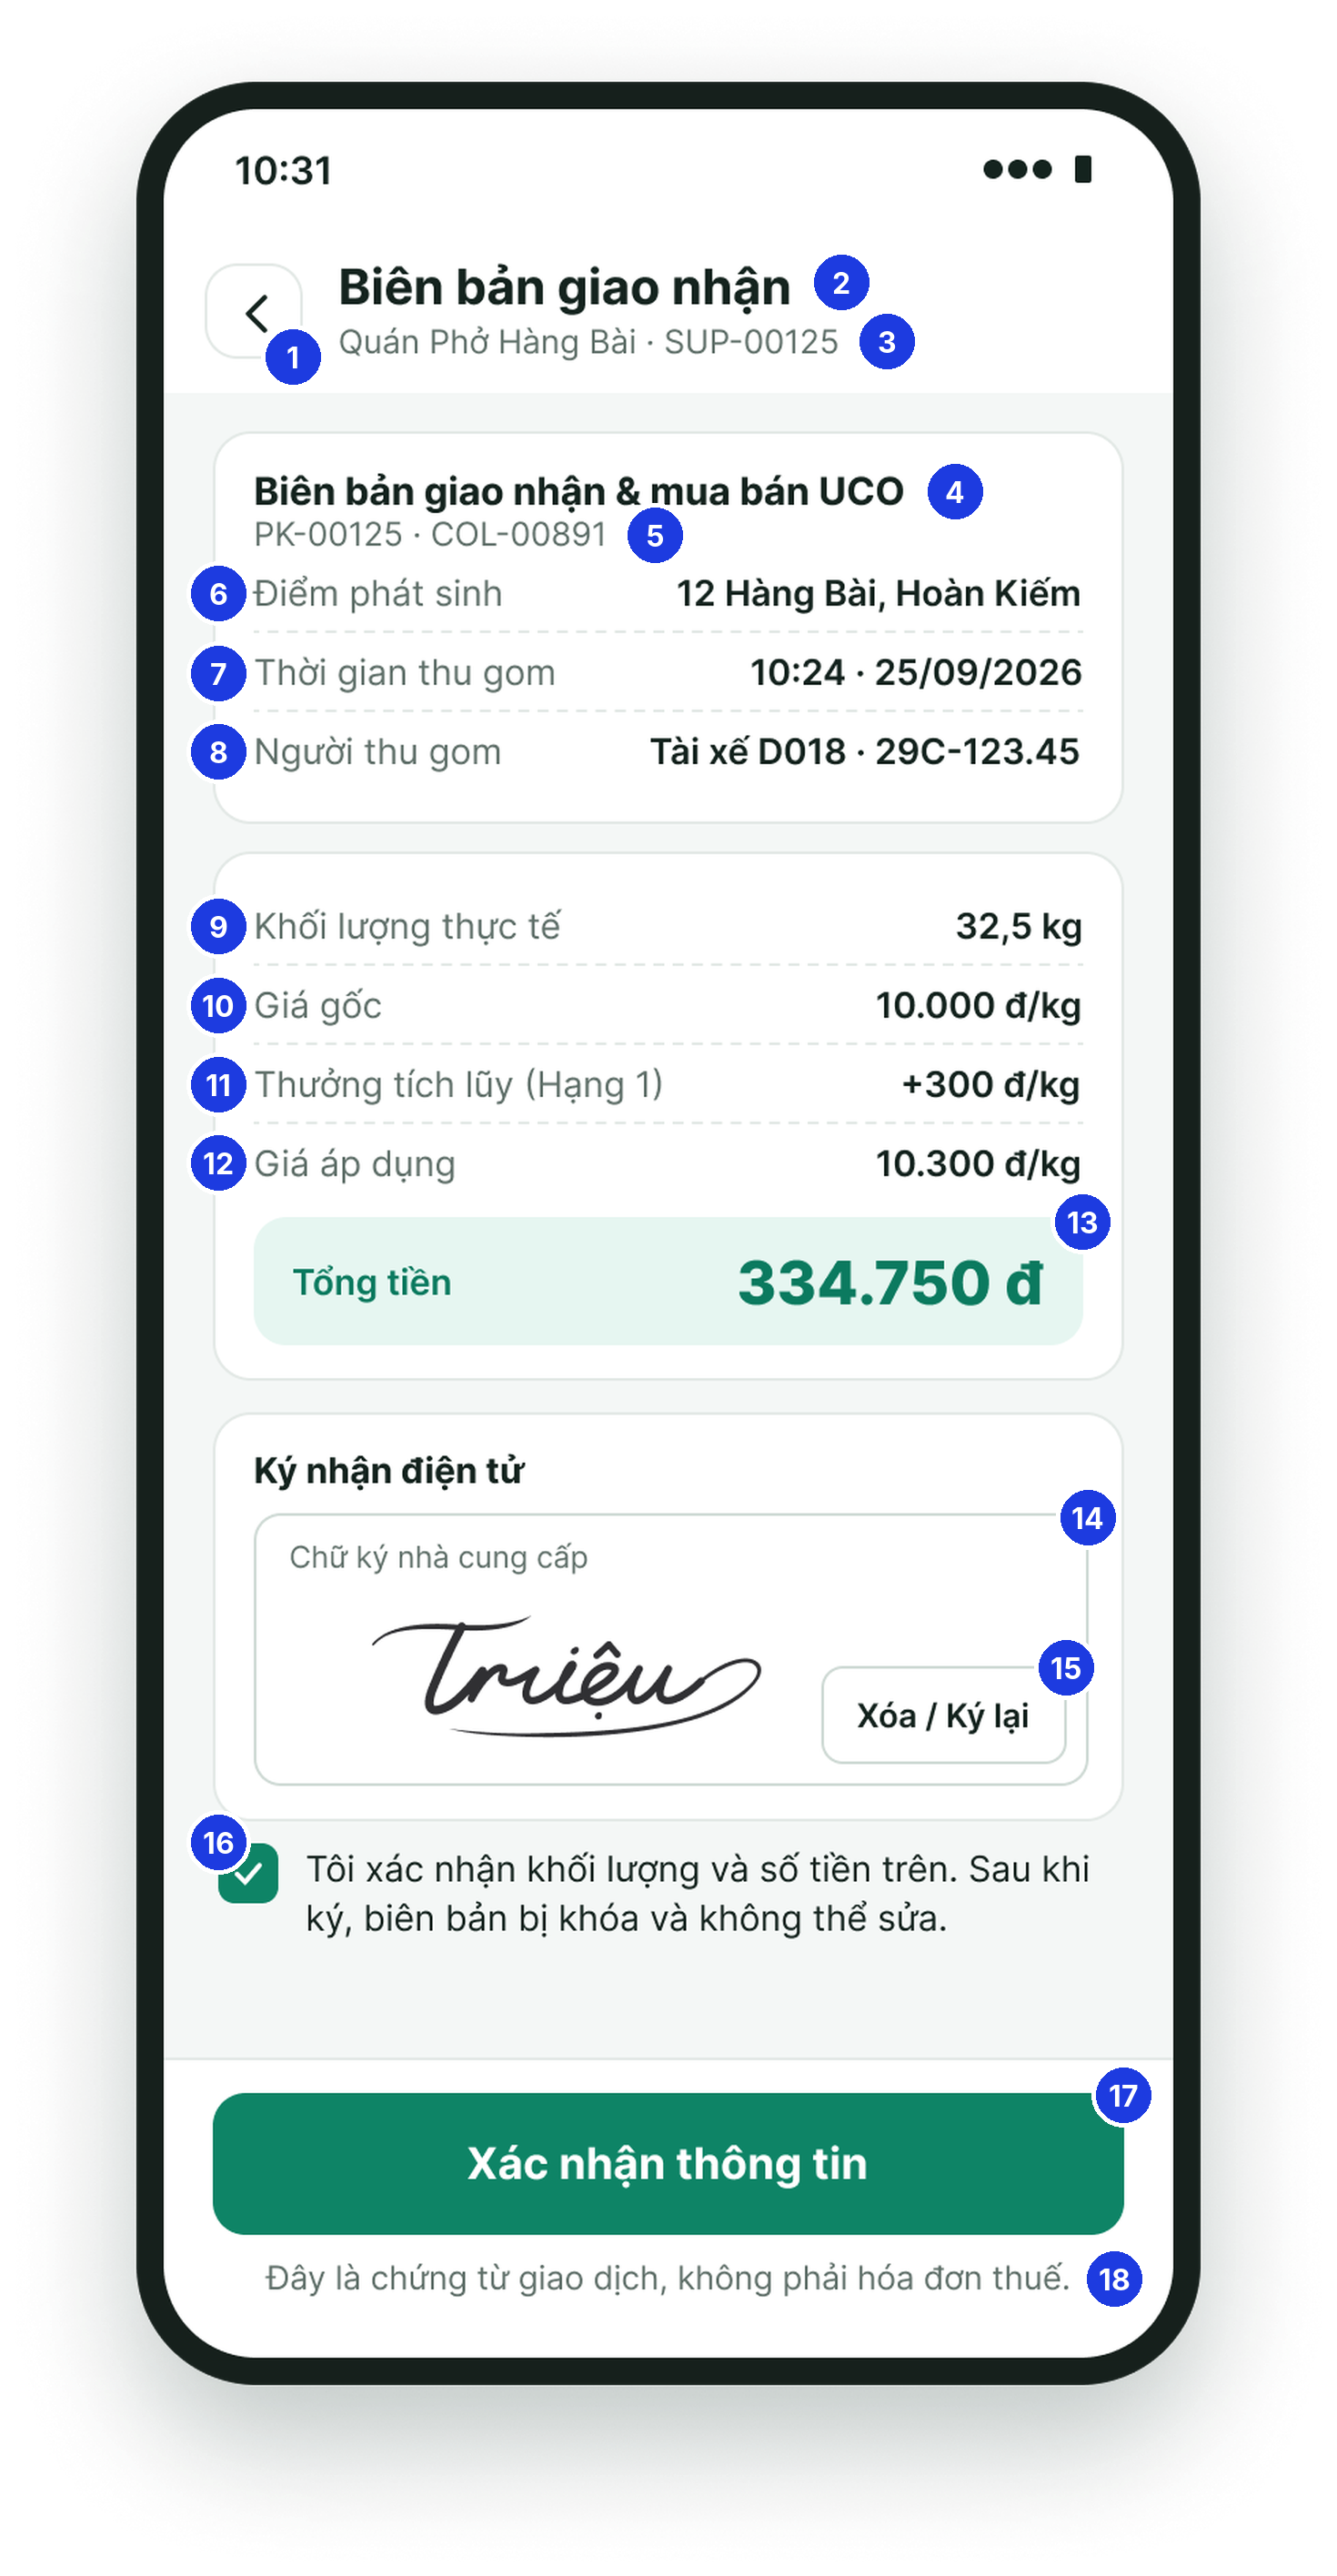 10:31
Biên bản giao nhận 2
1 Quán Phở Hàng Bài · SUP-00125 3
Biên bản giao nhận & mua bán UCO 4
PK-00125 · COL-00891 5
6 Điểm phát sinh 12 Hàng Bài, Hoàn Kiếm
7 Thời gian thu gom 10:24 · 25/09/2026
8 Người thu gom Tài xế D018 · 29C-123.45
9 Khối lượng thực tế 32,5 kg
10 Giá gốc 10.000 đ/kg
11 Thưởng tích lũy (Hạng 1) +300 đ/kg
12 Giá áp dụng 10.300 đ/kg
13
Tổng tiền 334.750 đ
Ký nhận điện tử
14
Chữ ký nhà cung cấp
Triệu
15
Xóa / Ký lại
16
Tôi xác nhận khối lượng và số tiền trên. Sau khi
ký, biên bản bị khóa và không thể sửa.
17
Xác nhận thông tin
Đây là chứng từ giao dịch, không phải hóa đơn thuế. 18